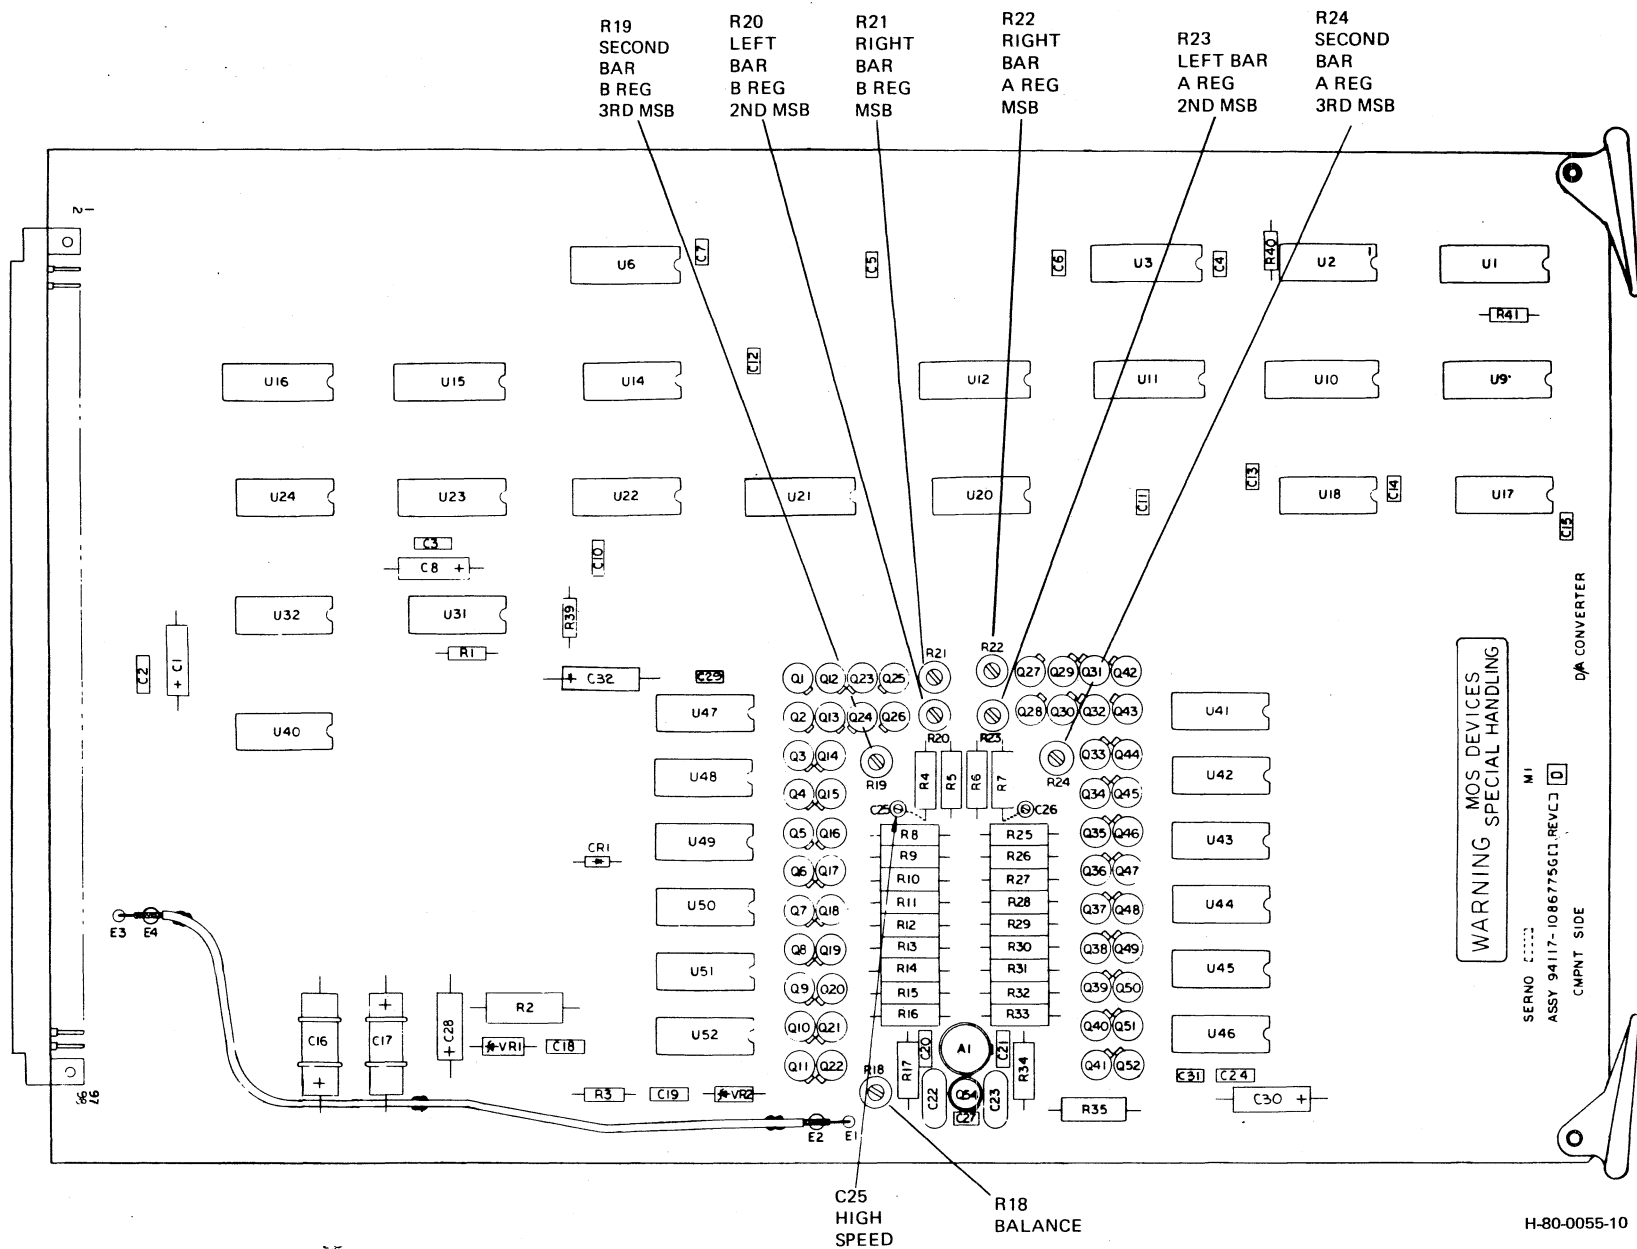 R19
SECOND
BAR
B REG
3RD MSB
R20
LEFT
BAR
B REG
2ND MSB
R21
RIGHT
BAR
B REG
MSB
R22
RIGHT
BAR
A REG
MSB
R23
LEFT BAR
A REG
2ND MSB
R24
SECOND
BAR
A REG
3RD MSB
1
2
U6
C7
C5
C6
U3
C4
R40
U2
1
U1
R41
U16
U15
U14
C12
U12
U11
U10
U9
U24
U23
U22
U21
U20
C11
C13
U18
C14
U17
C15
C3
C8 +
C10
U32
U31
R39
R1
C2
+ C1
+ C32
C29
U40
Q1 Q12 Q23 Q25
R21
R22
Q27 Q29 Q31 Q42
U47
Q2 Q13 Q24 Q26
R20
R23
Q28 Q30 Q32 Q43
U41
Q3 Q14
R19
R4
R5
R6
R7
R24
Q33 Q44
U48
U42
Q4 Q15
C25
C26
Q34 Q45
U49
Q5 Q16
R8
R25
Q35 Q46
U43
CR1
R9
R26
Q6 Q17
R10
R27
Q36 Q47
U50
Q7 Q18
R11
R28
Q37 Q48
U44
R12
R29
E3 E4
Q8 Q19
R13
R30
Q38 Q49
U51
R14
R31
U45
Q9 Q20
R15
R32
Q39 Q50
R2
R16
R33
U52
Q10 Q21
Q40 Q51
U46
C16
+
+
C17
+ C28
VR1
C18
C20
A1
C21
Q11 Q22
R18
R17
R34
Q41 Q52
C31
C24
R3
C19
VR2
C22
Q54
C23
C27
R35
C30 +
97
98
E2
E1
WARNING MOS DEVICES
SPECIAL HANDLING
D/A CONVERTER
SERNO
M1
ASSY 94117-1086775G[ ] REV[ ] D
CMPNT SIDE
C25
HIGH
SPEED
R18
BALANCE
H-80-0055-10